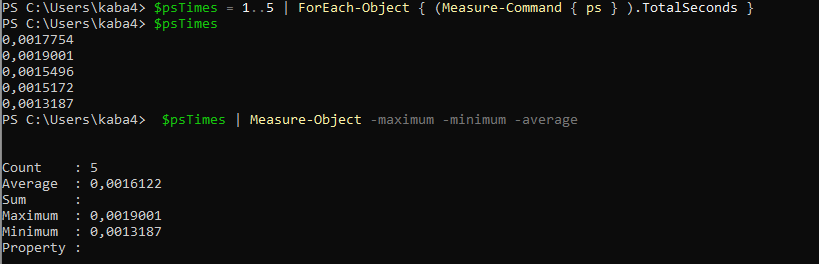 PS C:\Users\kaba4> $psTimes = 1..5 | ForEach-Object { (Measure-Command { ps } ).TotalSeconds }
PS C:\Users\kaba4> $psTimes
0,0017754
0,0019001
0,0015496
0,0015172
0,0013187
PS C:\Users\kaba4>  $psTimes | Measure-Object -maximum -minimum -average
Count    : 5
Average  : 0,0016122
Sum      :
Maximum  : 0,0019001
Minimum  : 0,0013187
Property :